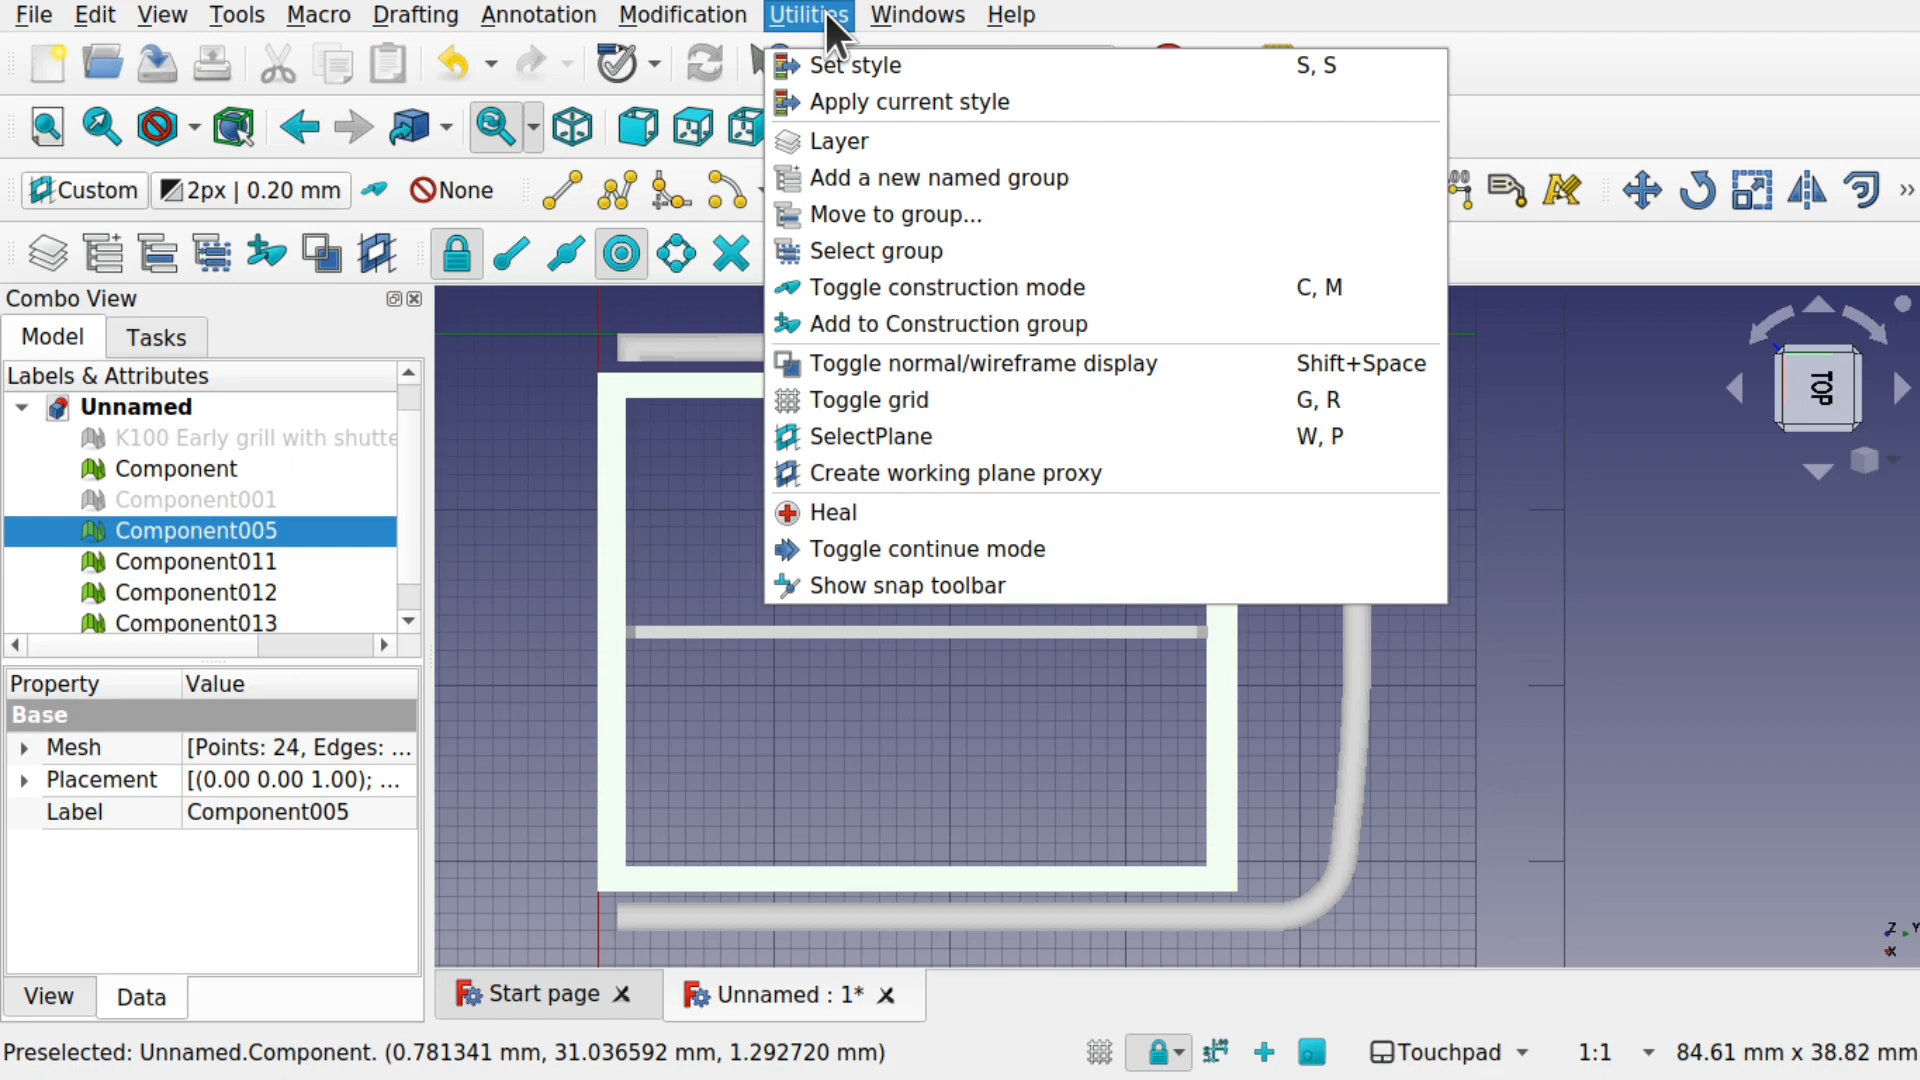 File Edit View Tools Macro Drafting Annotation Modification Utilities Windows Help
Custom 2px | 0.20 mm None
Set style S, S
Apply current style
Layer
Add a new named group
Move to group...
Select group
Toggle construction mode C, M
Add to Construction group
Toggle normal/wireframe display Shift+Space
Toggle grid G, R
SelectPlane W, P
Create working plane proxy
Heal
Toggle continue mode
Show snap toolbar
Combo View
Model Tasks
Labels & Attributes
Unnamed
K100 Early grill with shutte
Component
Component001
Component005
Component011
Component012
Component013
Property Value
Base
Mesh [Points: 24, Edges: ...
Placement [(0.00 0.00 1.00); ...
Label Component005
View Data
TOP
Z Y
X
Start page Unnamed : 1*
Preselected: Unnamed.Component. (0.781341 mm, 31.036592 mm, 1.292720 mm) Touchpad 1:1 84.61 mm x 38.82 mm